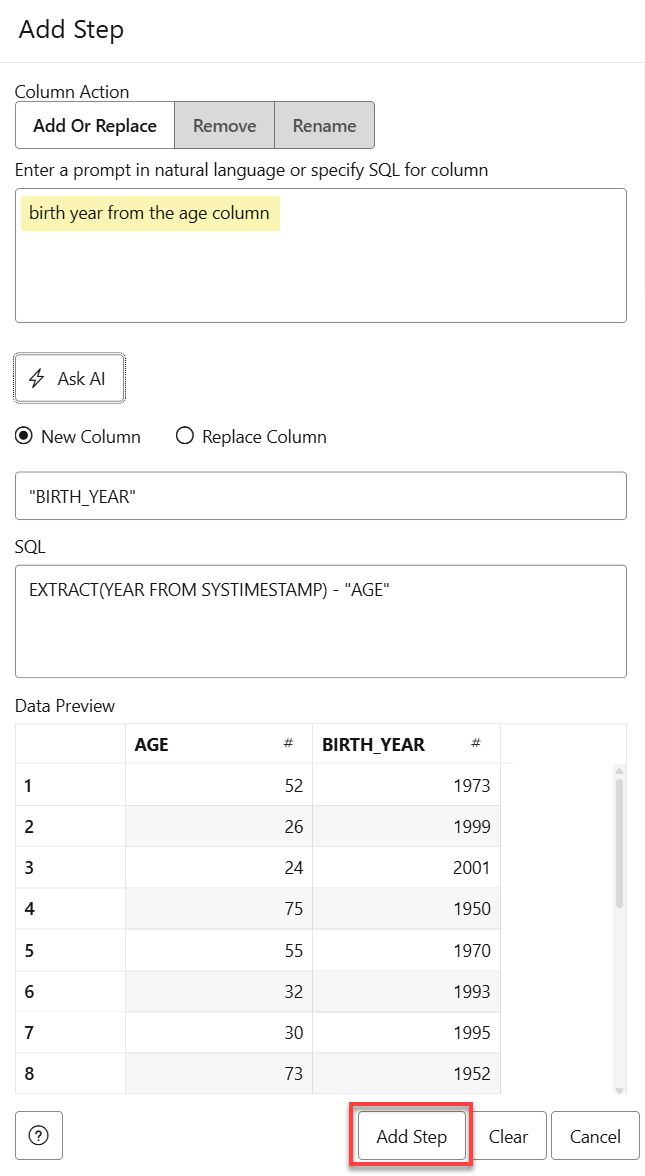 Add Step
Column Action
Add Or Replace Remove Rename
Enter a prompt in natural language or specify SQL for column
birth year from the age column
Ask AI
New Column Replace Column
"BIRTH_YEAR"
SQL
EXTRACT(YEAR FROM SYSTIMESTAMP) - "AGE"
Data Preview
AGE # BIRTH_YEAR #
1 52 1973
2 26 1999
3 24 2001
4 75 1950
5 55 1970
6 32 1993
7 30 1995
8 73 1952
? Add Step Clear Cancel